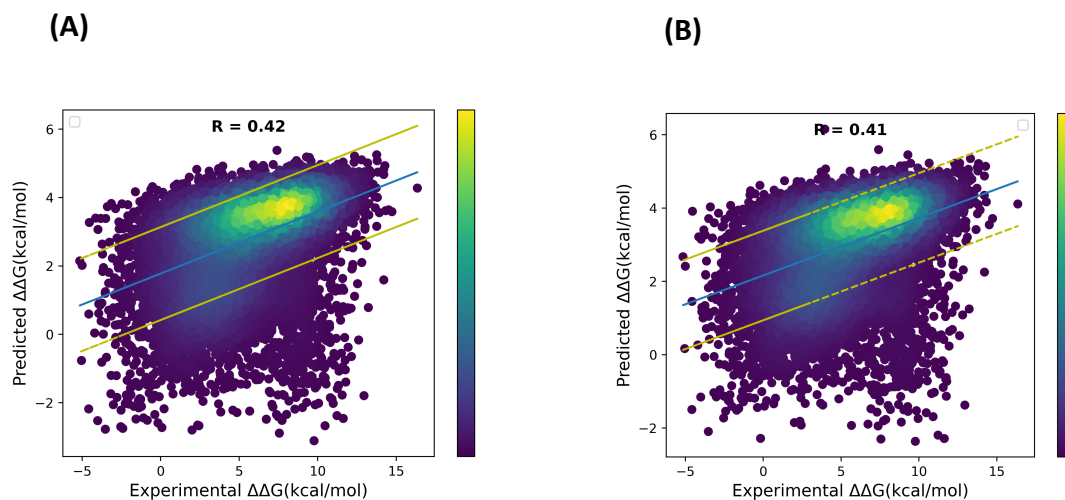 (A)
R = 0.42
6
4
2
0
−2
−5
0
5
10
15
Predicted ΔΔG(kcal/mol)
Experimental ΔΔG(kcal/mol)
(B)
R = 0.41
6
4
2
0
−2
−5
0
5
10
15
Predicted ΔΔG(kcal/mol)
Experimental ΔΔG(kcal/mol)